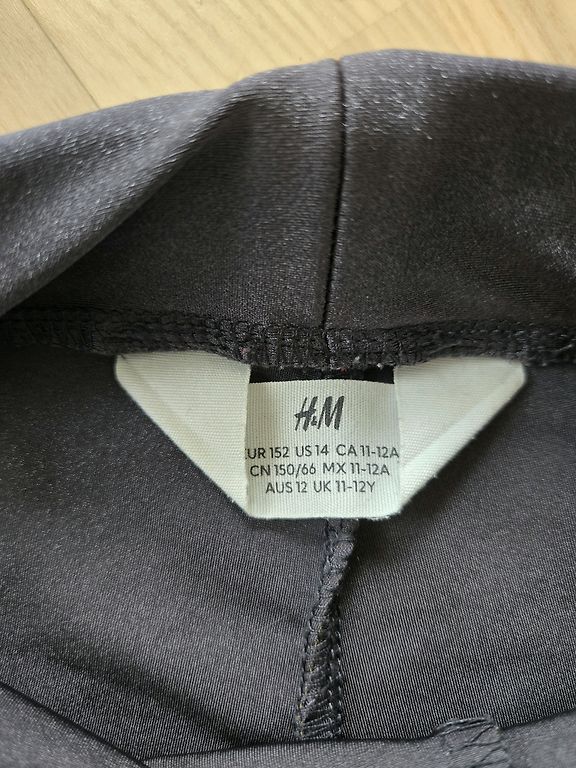 H&M
EUR 152 US 14 CA 11-12A
CN 150/66 MX 11-12A
AUS 12 UK 11-12Y